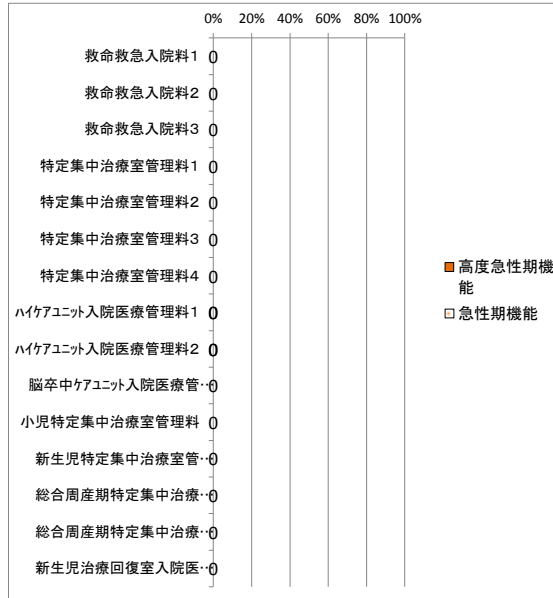 0% 20% 40% 60% 80% 100%
救命救急入院料1 0
救命救急入院料2 0
救命救急入院料3 0
特定集中治療室管理料1 0
特定集中治療室管理料2 0
特定集中治療室管理料3 0
特定集中治療室管理料4 0
ﾊｲｹｱﾕﾆｯﾄ入院医療管理料1 0
ﾊｲｹｱﾕﾆｯﾄ入院医療管理料2 0
脳卒中ｹｱﾕﾆｯﾄ入院医療管… 0
小児特定集中治療室管理料 0
新生児特定集中治療室管… 0
総合周産期特定集中治療… 0
総合周産期特定集中治療… 0
新生児治療回復室入院医… 0
高度急性期機
能
急性期機能